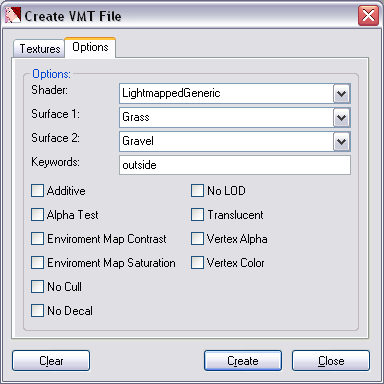 Create VMT File
Textures Options
Options:
Shader: LightmappedGeneric
Surface 1: Grass
Surface 2: Gravel
Keywords: outside
Additive No LOD
Alpha Test Translucent
Enviroment Map Contrast Vertex Alpha
Enviroment Map Saturation Vertex Color
No Cull
No Decal
Clear Create Close